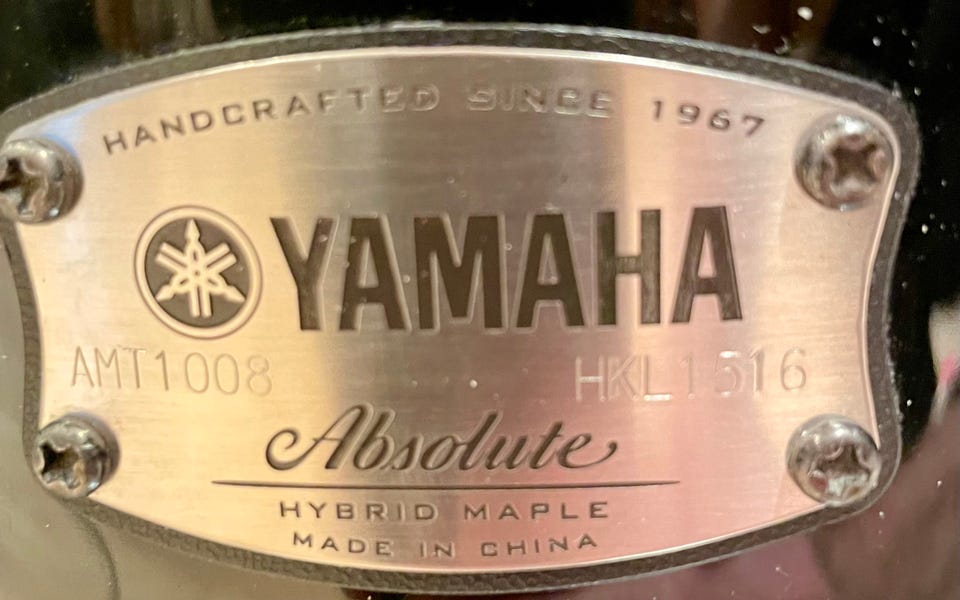 HANDCRAFTED SINCE 1967
YAMAHA
AMT1008 HKL1516
Absolute
HYBRID MAPLE
MADE IN CHINA